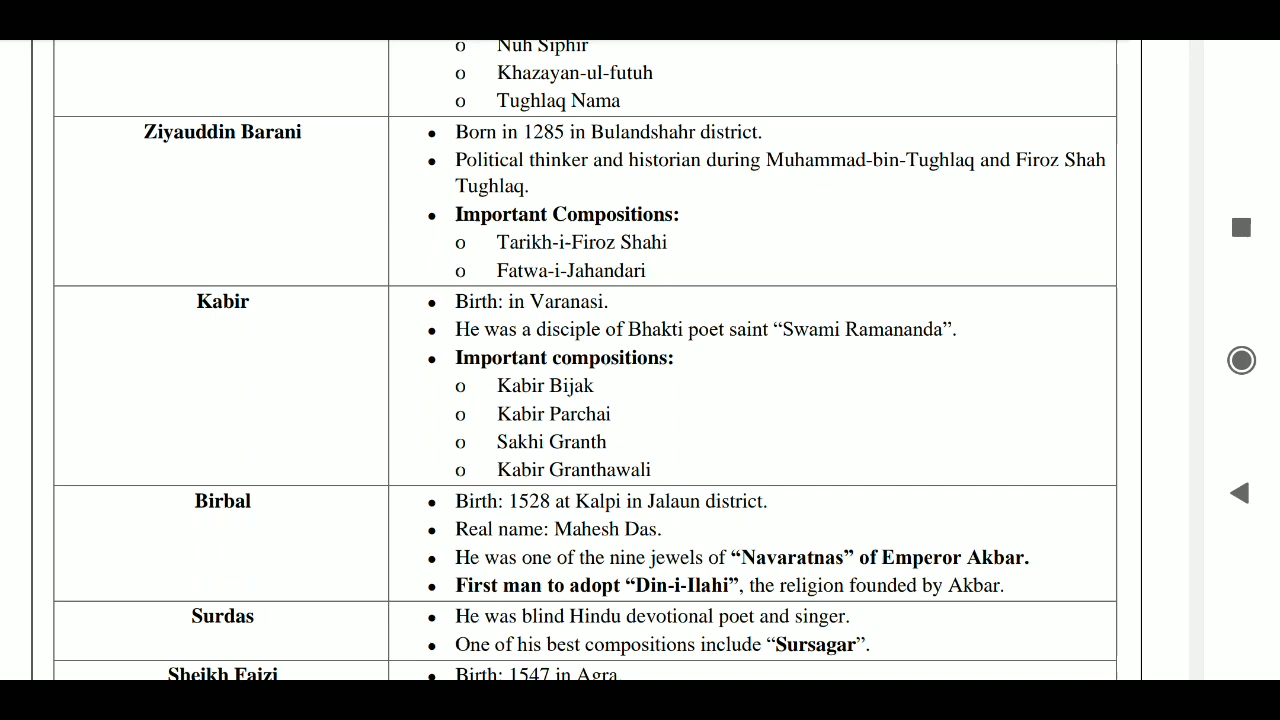 o Nuh Siphir
o Khazayan-ul-futuh
o Tughlaq Nama
Ziyauddin Barani
• Born in 1285 in Bulandshahr district.
• Political thinker and historian during Muhammad-bin-Tughlaq and Firoz Shah
Tughlaq.
• Important Compositions:
o Tarikh-i-Firoz Shahi
o Fatwa-i-Jahandari
Kabir
• Birth: in Varanasi.
• He was a disciple of Bhakti poet saint “Swami Ramananda”.
• Important compositions:
o Kabir Bijak
o Kabir Parchai
o Sakhi Granth
o Kabir Granthawali
Birbal
• Birth: 1528 at Kalpi in Jalaun district.
• Real name: Mahesh Das.
• He was one of the nine jewels of “Navaratnas” of Emperor Akbar.
• First man to adopt “Din-i-Ilahi”, the religion founded by Akbar.
Surdas
• He was blind Hindu devotional poet and singer.
• One of his best compositions include “Sursagar”.
Sheikh Faizi
• Birth: 1547 in Agra.